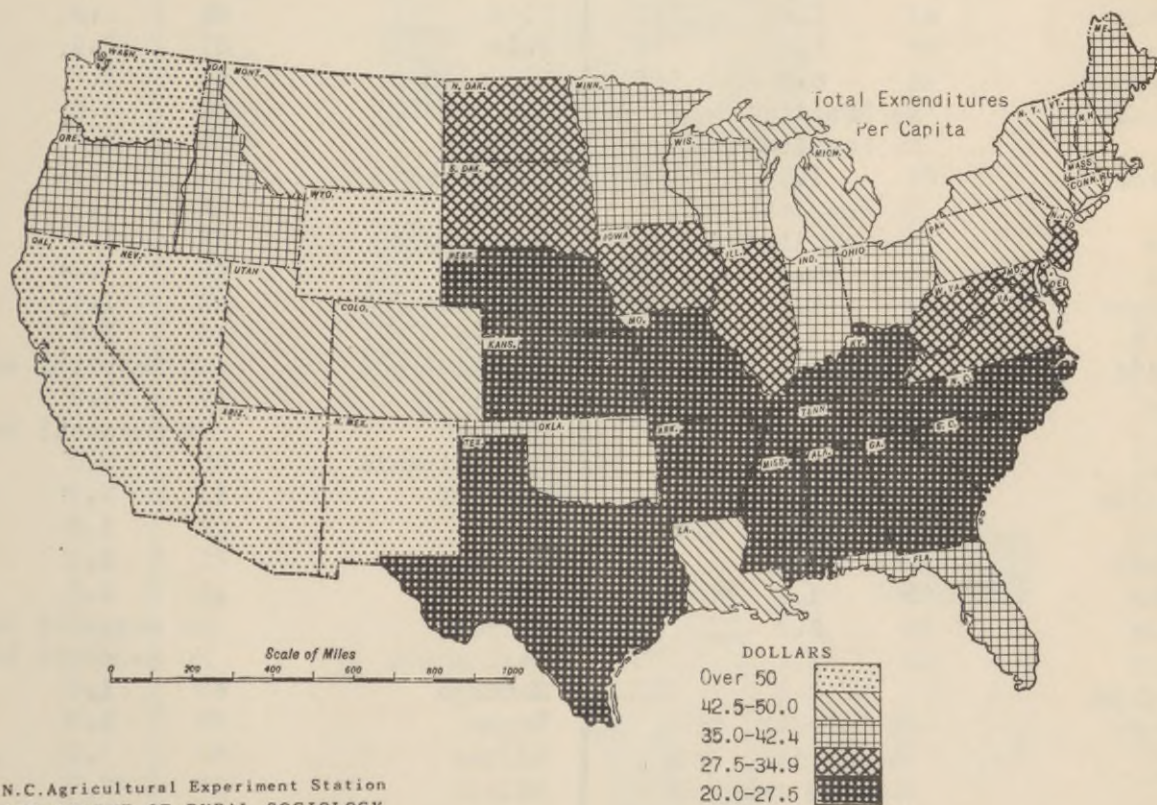 Total Expenditures
Per Capita
WASH.
IDA
MONT.
N. DAK.
MINN.
ORE.
S. DAK.
WIS.
MICH.
N. Y.
VT.
N.H.
ME.
MASS.
CONN.
R.I.
WYO.
IOWA
ILL.
IND.
OHIO
PA.
N.J.
CAL.
NEV.
UTAH
COLO.
NEBR.
KANS.
MO.
KY.
W. VA.
VA.
MD.
DEL
ARIZ.
N. MEX.
TEX.
OKLA.
ARK.
TENN.
N. C.
S. C.
MISS.
ALA.
GA.
LA.
FLA.
Scale of Miles
0 200 400 600 800 1000
DOLLARS
Over 50
42.5-50.0
35.0-42.4
27.5-34.9
20.0-27.5
N.C.Agricultural Experiment Station